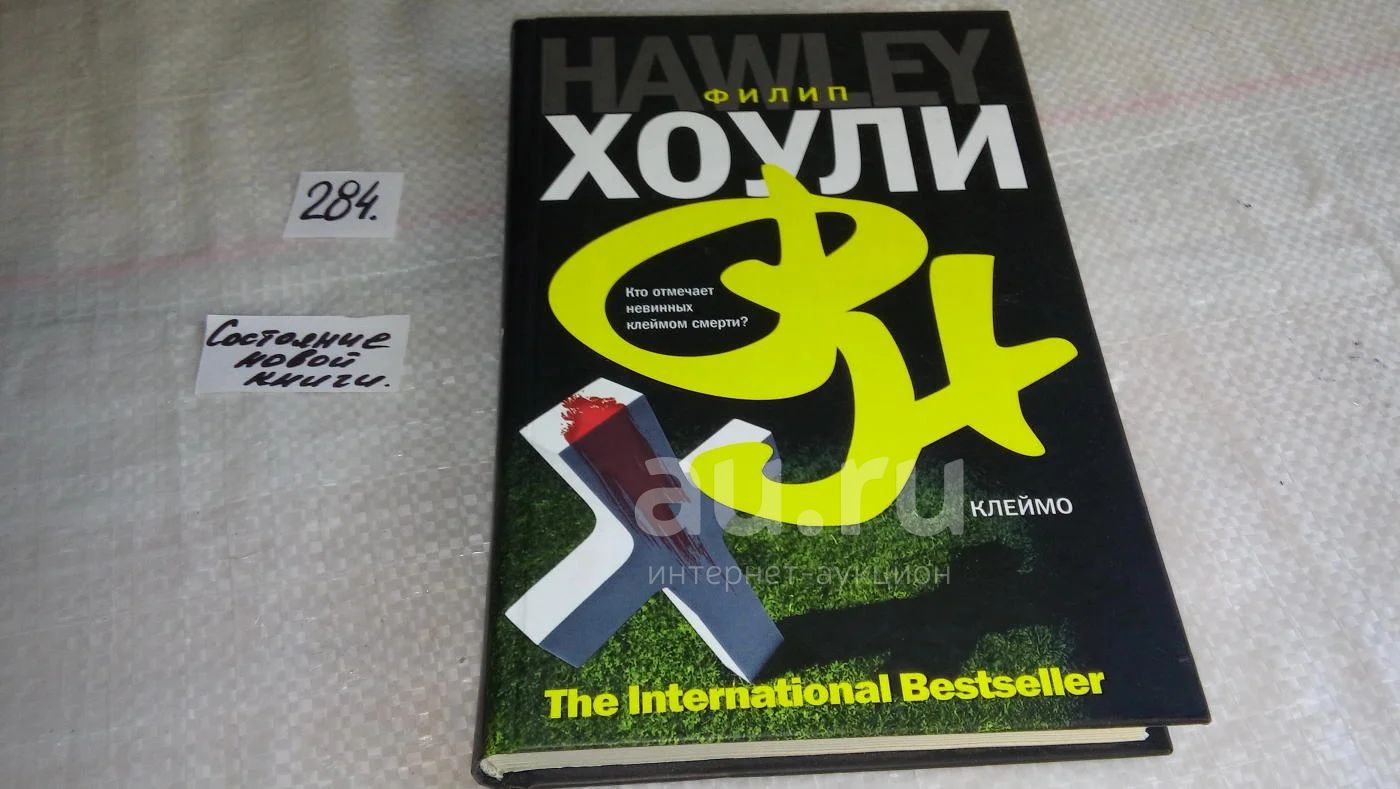 HAWLEY
ФИЛИП
ХОУЛИ
284.
Кто отмечает
невинных
клеймом смерти?
Состояние
новой
книги.
au.ru
КЛЕЙМО
интернет-аукцион
The International Bestseller